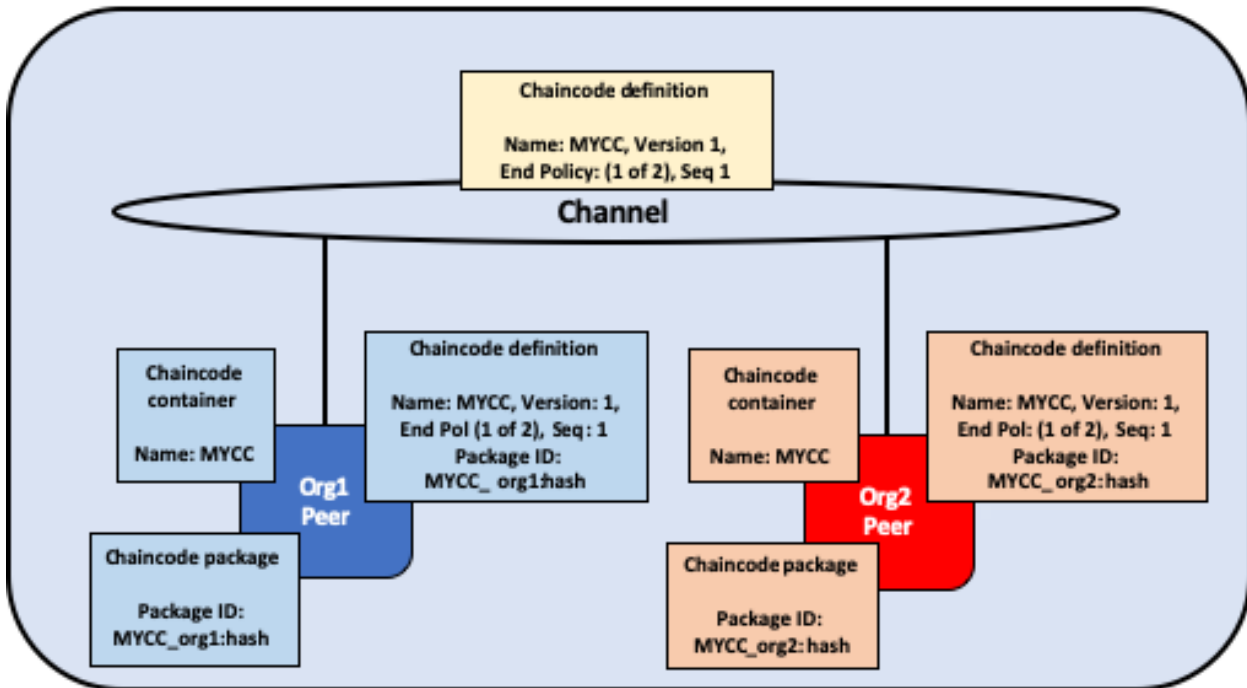 Chaincode definition
Name: MYCC, Version 1,
End Policy: (1 of 2), Seq 1
Channel
Chaincode
container
Name: MYCC
Chaincode definition
Name: MYCC, Version: 1,
End Pol (1 of 2), Seq: 1
Package ID:
MYCC_ org1:hash
Org1
Peer
Chaincode package
Package ID:
MYCC_org1:hash
Chaincode
container
Name: MYCC
Chaincode definition
Name: MYCC, Version: 1,
End Pol: (1 of 2), Seq: 1
Package ID:
MYCC_ org2:hash
Org2
Peer
Chaincode package
Package ID:
MYCC_org2: hash